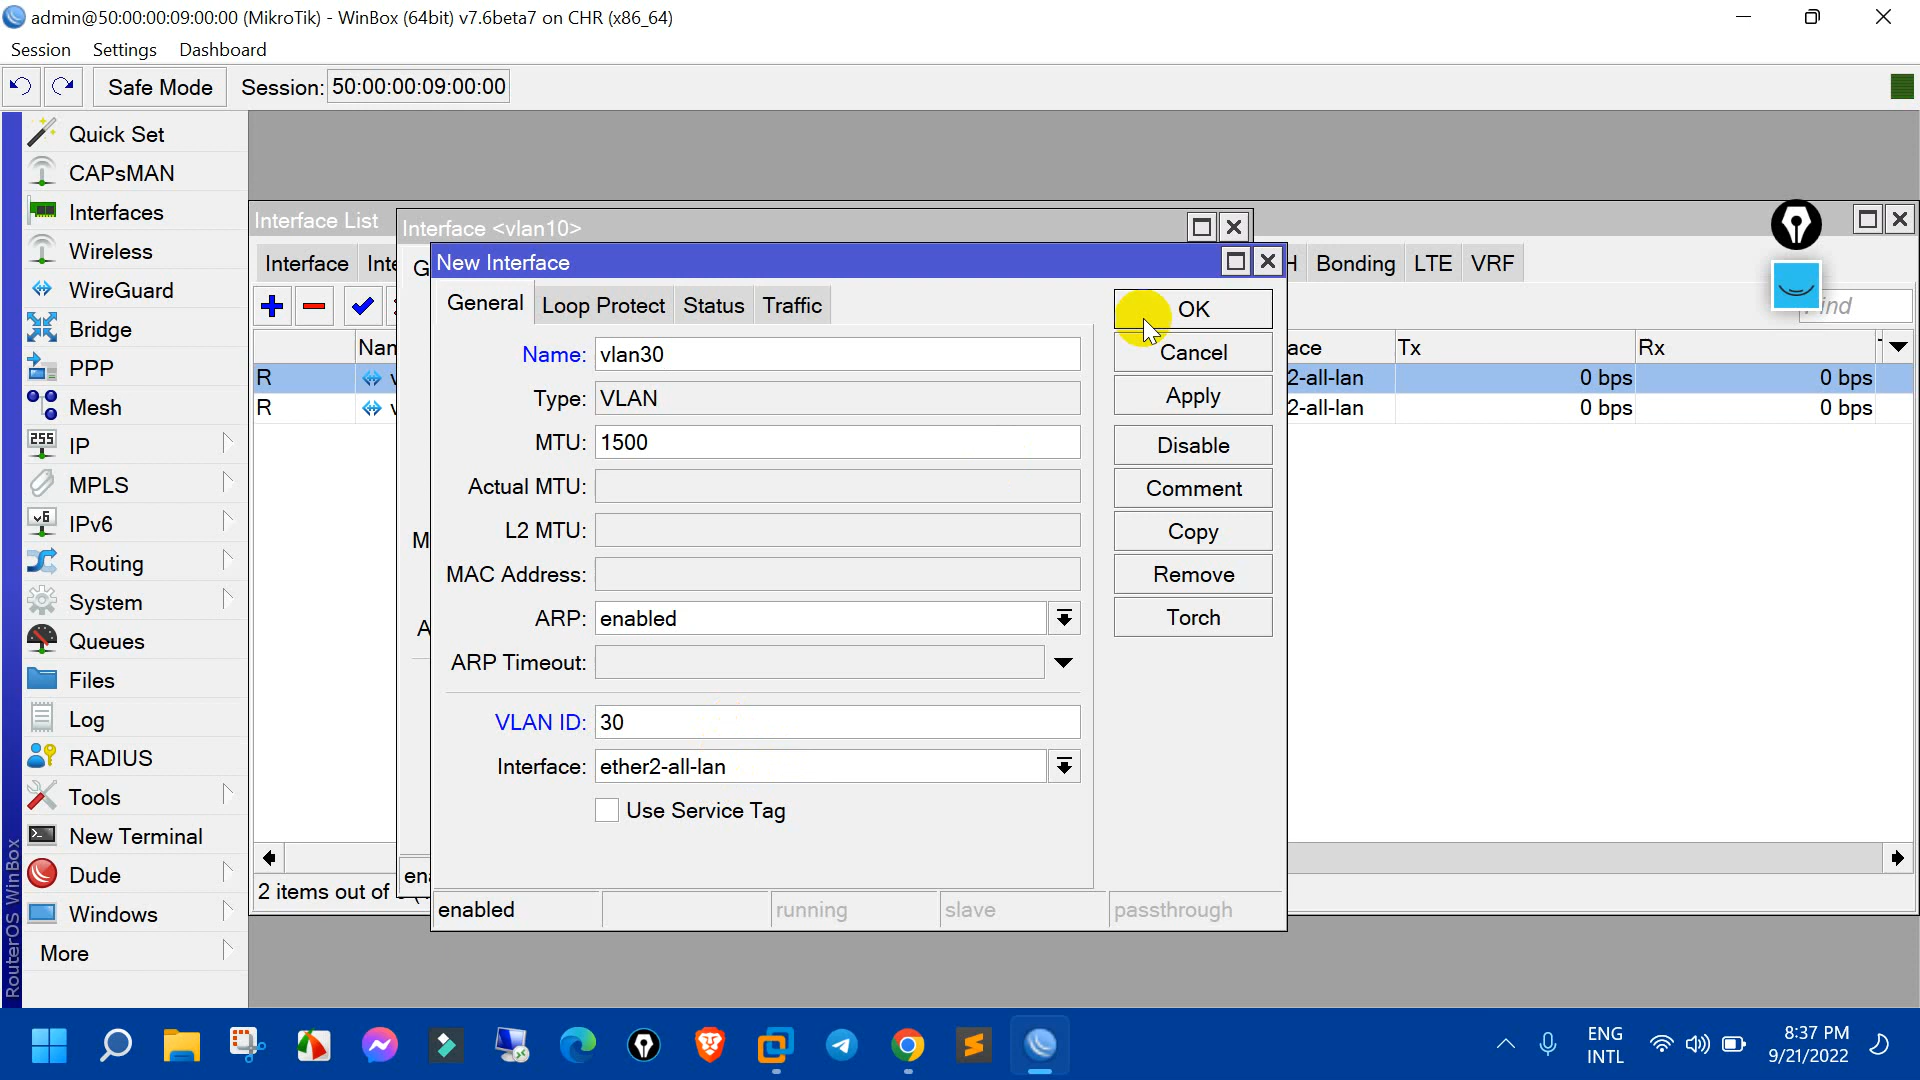 admin@50:00:00:09:00:00 (MikroTik) - WinBox (64bit) v7.6beta7 on CHR (x86_64)
Session Settings Dashboard
Safe Mode Session: 50:00:00:09:00:00
Quick Set
CAPsMAN
Interfaces
Wireless
WireGuard
Bridge
PPP
Mesh
255
IP
MPLS
v6
IPv6
Routing
System
Queues
Files
Log
RADIUS
Tools
New Terminal
Dude
Windows
More
RouterOS WinBox
Interface List
Interface
Bonding LTE VRF
Tx Rx
R 2-all-lan 0 bps 0 bps
R 2-all-lan 0 bps 0 bps
2 items out of
Interface <vlan10>
New Interface
General Loop Protect Status Traffic
Name: vlan30
Type: VLAN
MTU: 1500
Actual MTU:
L2 MTU:
MAC Address:
ARP: enabled
ARP Timeout:
VLAN ID: 30
Interface: ether2-all-lan
Use Service Tag
OK
Cancel
Apply
Disable
Comment
Copy
Remove
Torch
enabled running slave passthrough
ENG
INTL
8:37 PM
9/21/2022